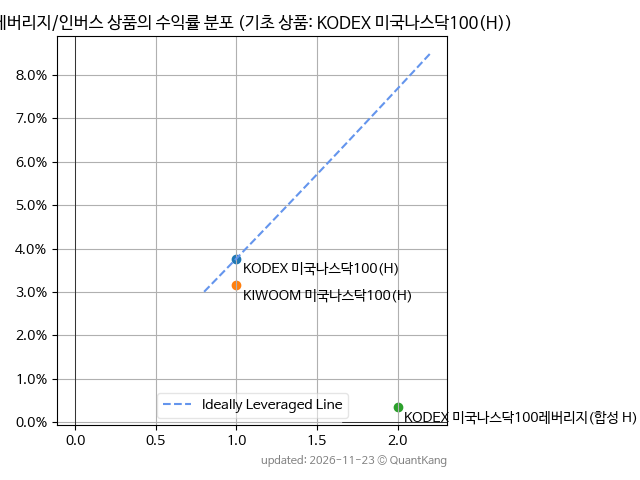 레버리지/인버스 상품의 수익률 분포 (기초 상품: KODEX 미국나스닥100(H))
8.0%
7.0%
6.0%
5.0%
4.0%
KODEX 미국나스닥100(H)
3.0%
KIWOOM 미국나스닥100(H)
2.0%
1.0%
Ideally Leveraged Line
0.0%
KODEX 미국나스닥100레버리지(합성 H)
0.0 0.5 1.0 1.5 2.0
updated: 2026-11-23 © QuantKang